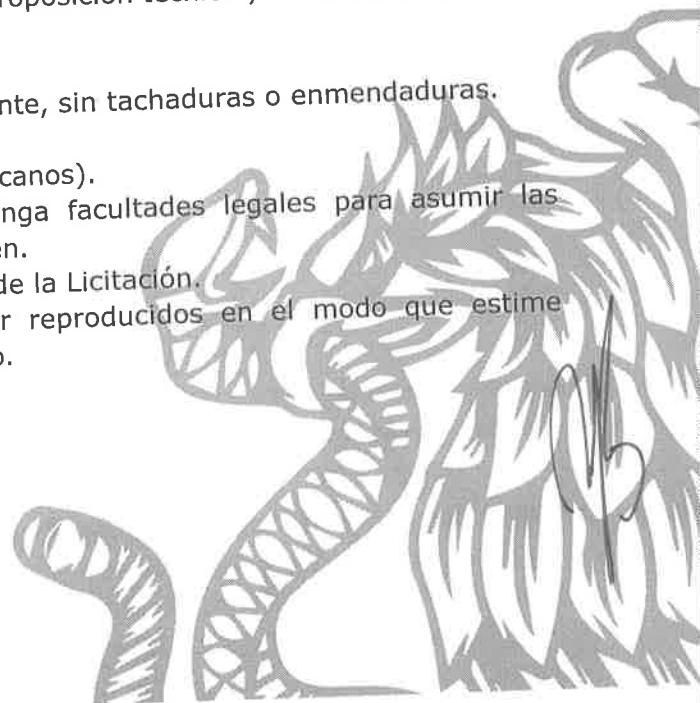 nte, sin tachaduras o enmendaduras.
canos).
nga facultades legales para asumir las
en.
de la Licitación.
r reproducidos en el modo que estime
o.